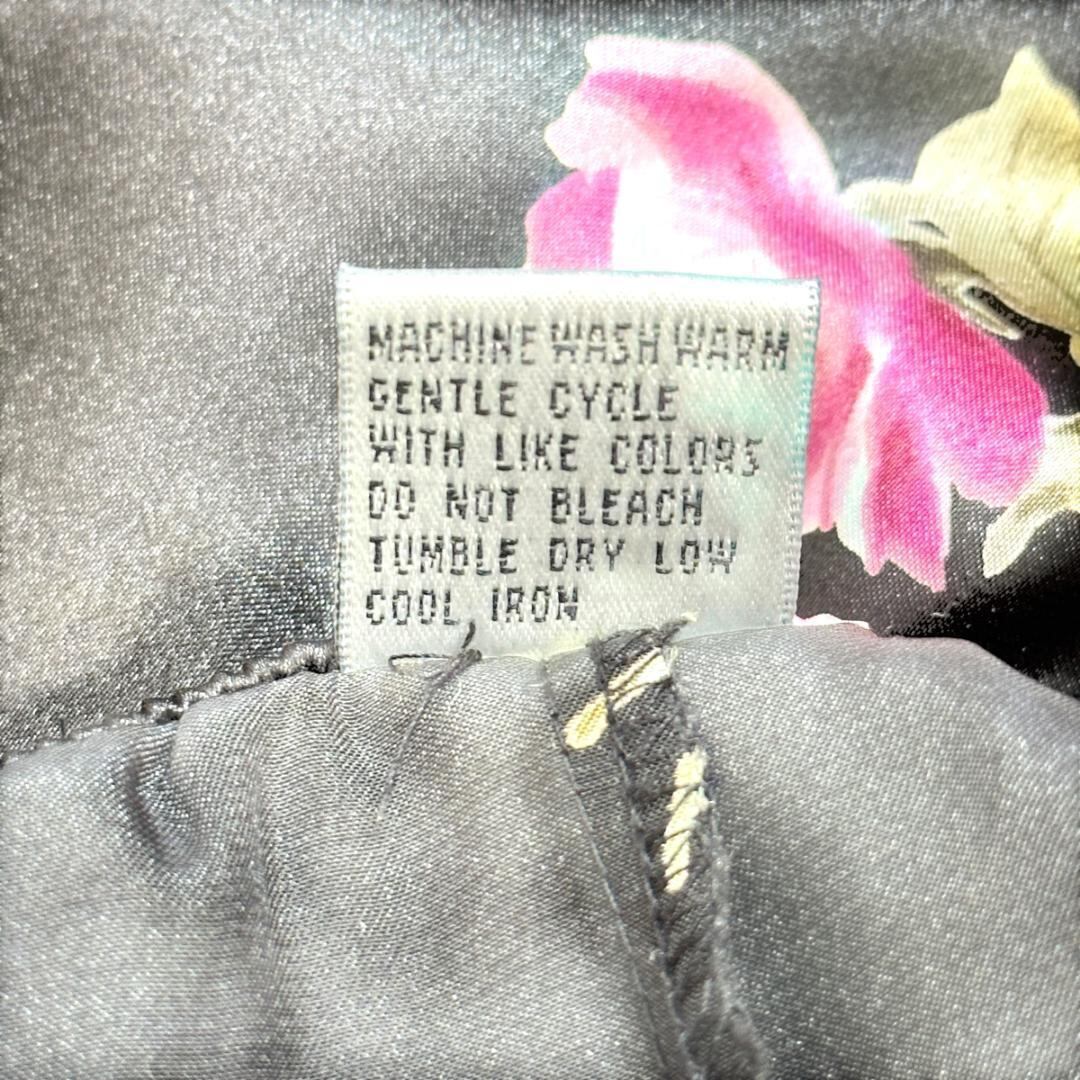 MACHINE WASH WARM
GENTLE CYCLE
WITH LIKE COLORS
DO NOT BLEACH
TUMBLE DRY LOW
COOL IRON